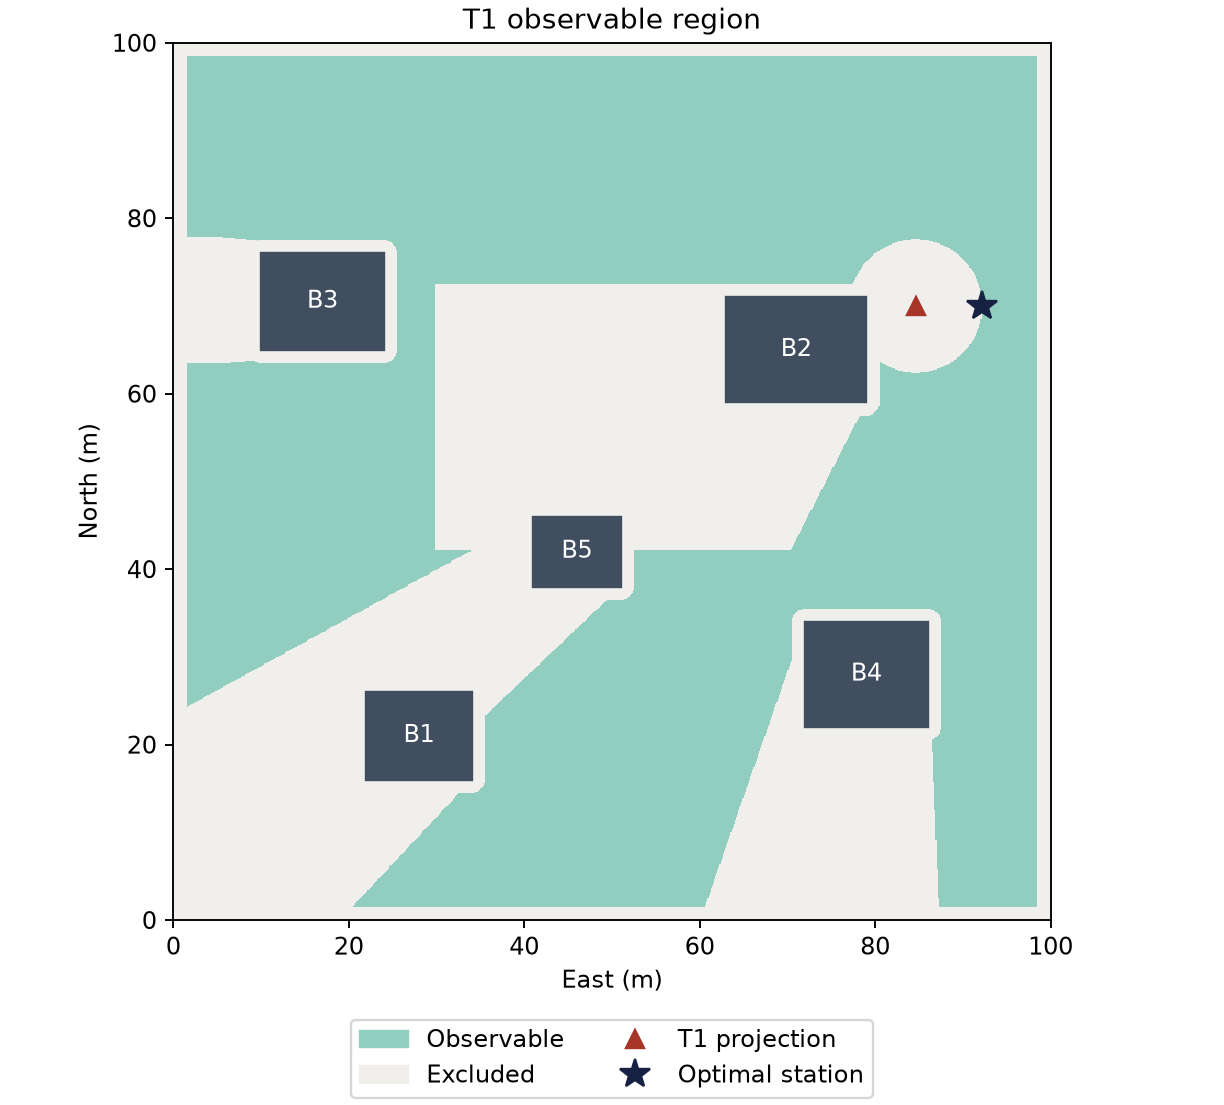 T1 observable region
100
80
60
40
20
0
North (m)
B3
B2
B5
B4
B1
0 20 40 60 80 100
East (m)
Observable
Excluded
T1 projection
Optimal station